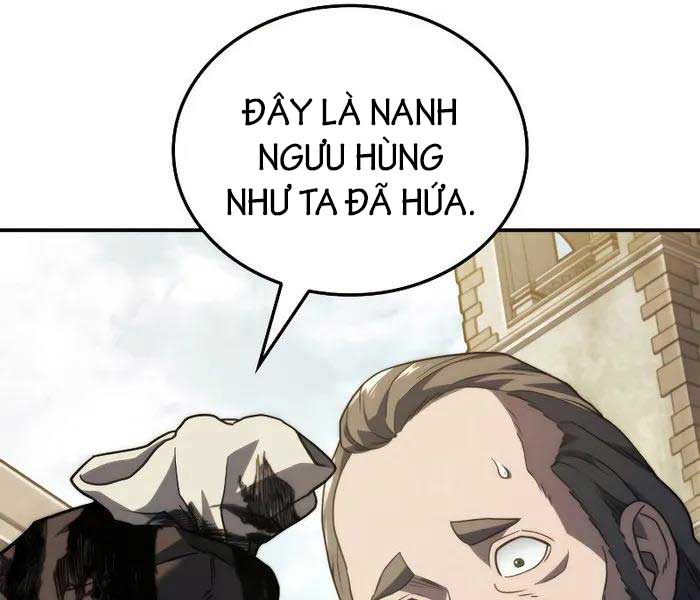 ĐÂY LÀ NANH
NGƯU HÙNG
NHƯ TA ĐÃ HỨA.